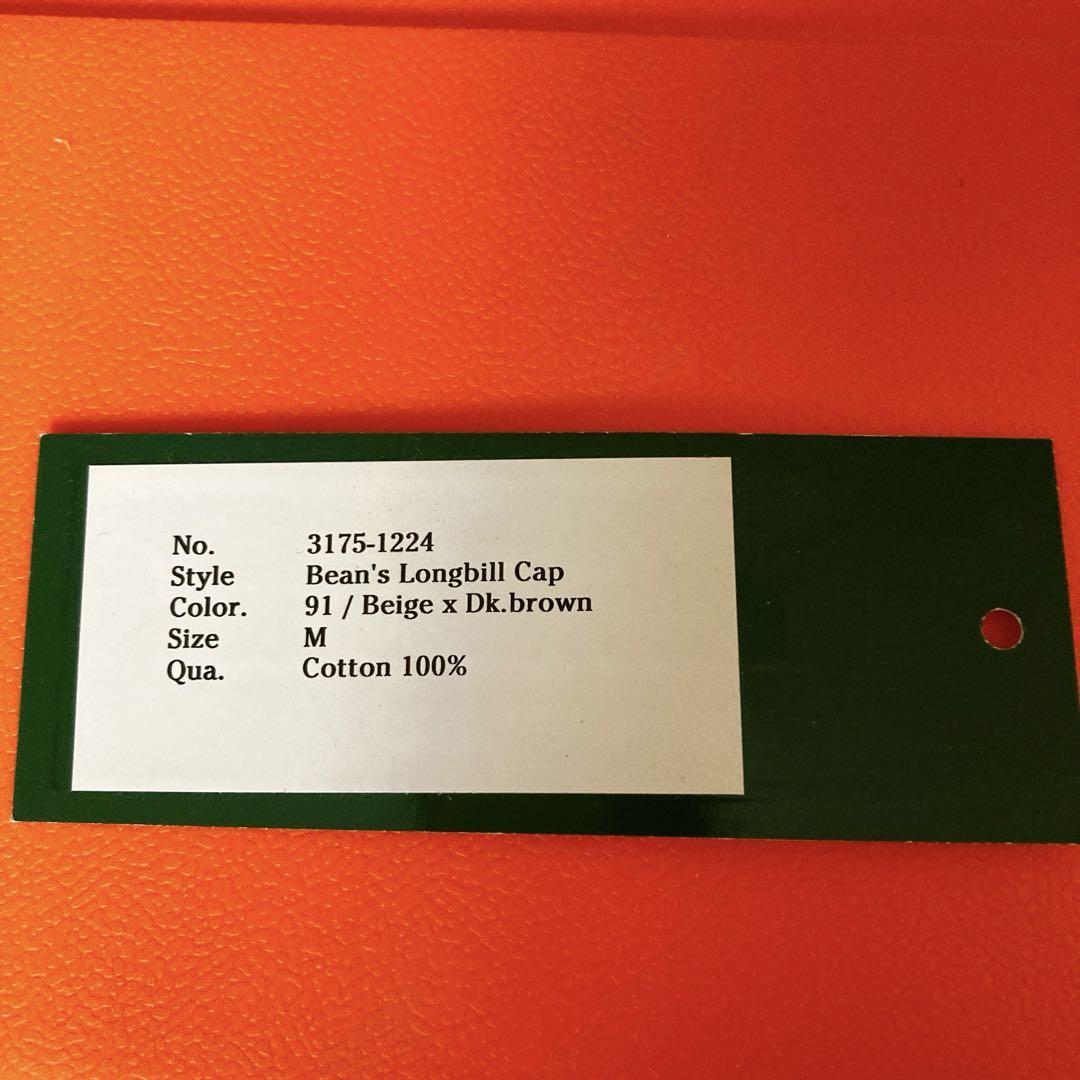 No. 3175-1224
Style Bean's Longbill Cap
Color. 91 / Beige x Dk.brown
Size M
Qua. Cotton 100%